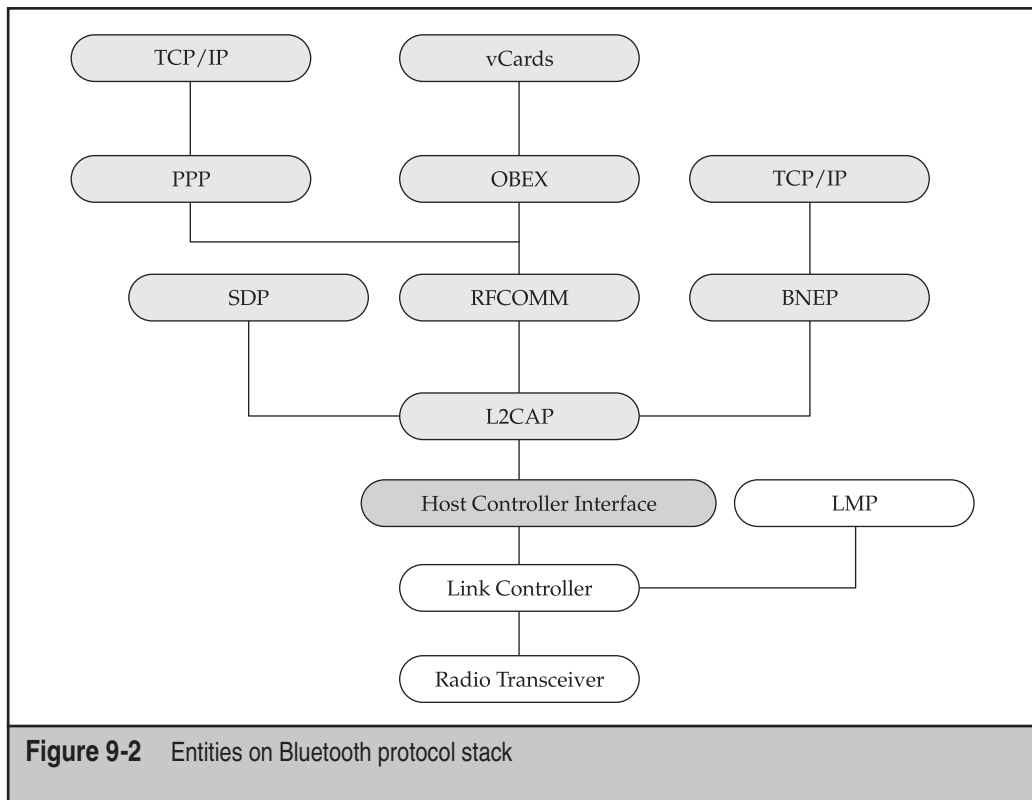 TCP/IP
vCards
PPP
OBEX
TCP/IP
SDP
RFCOMM
BNEP
L2CAP
Host Controller Interface
LMP
Link Controller
Radio Transceiver
Figure 9-2 Entities on Bluetooth protocol stack